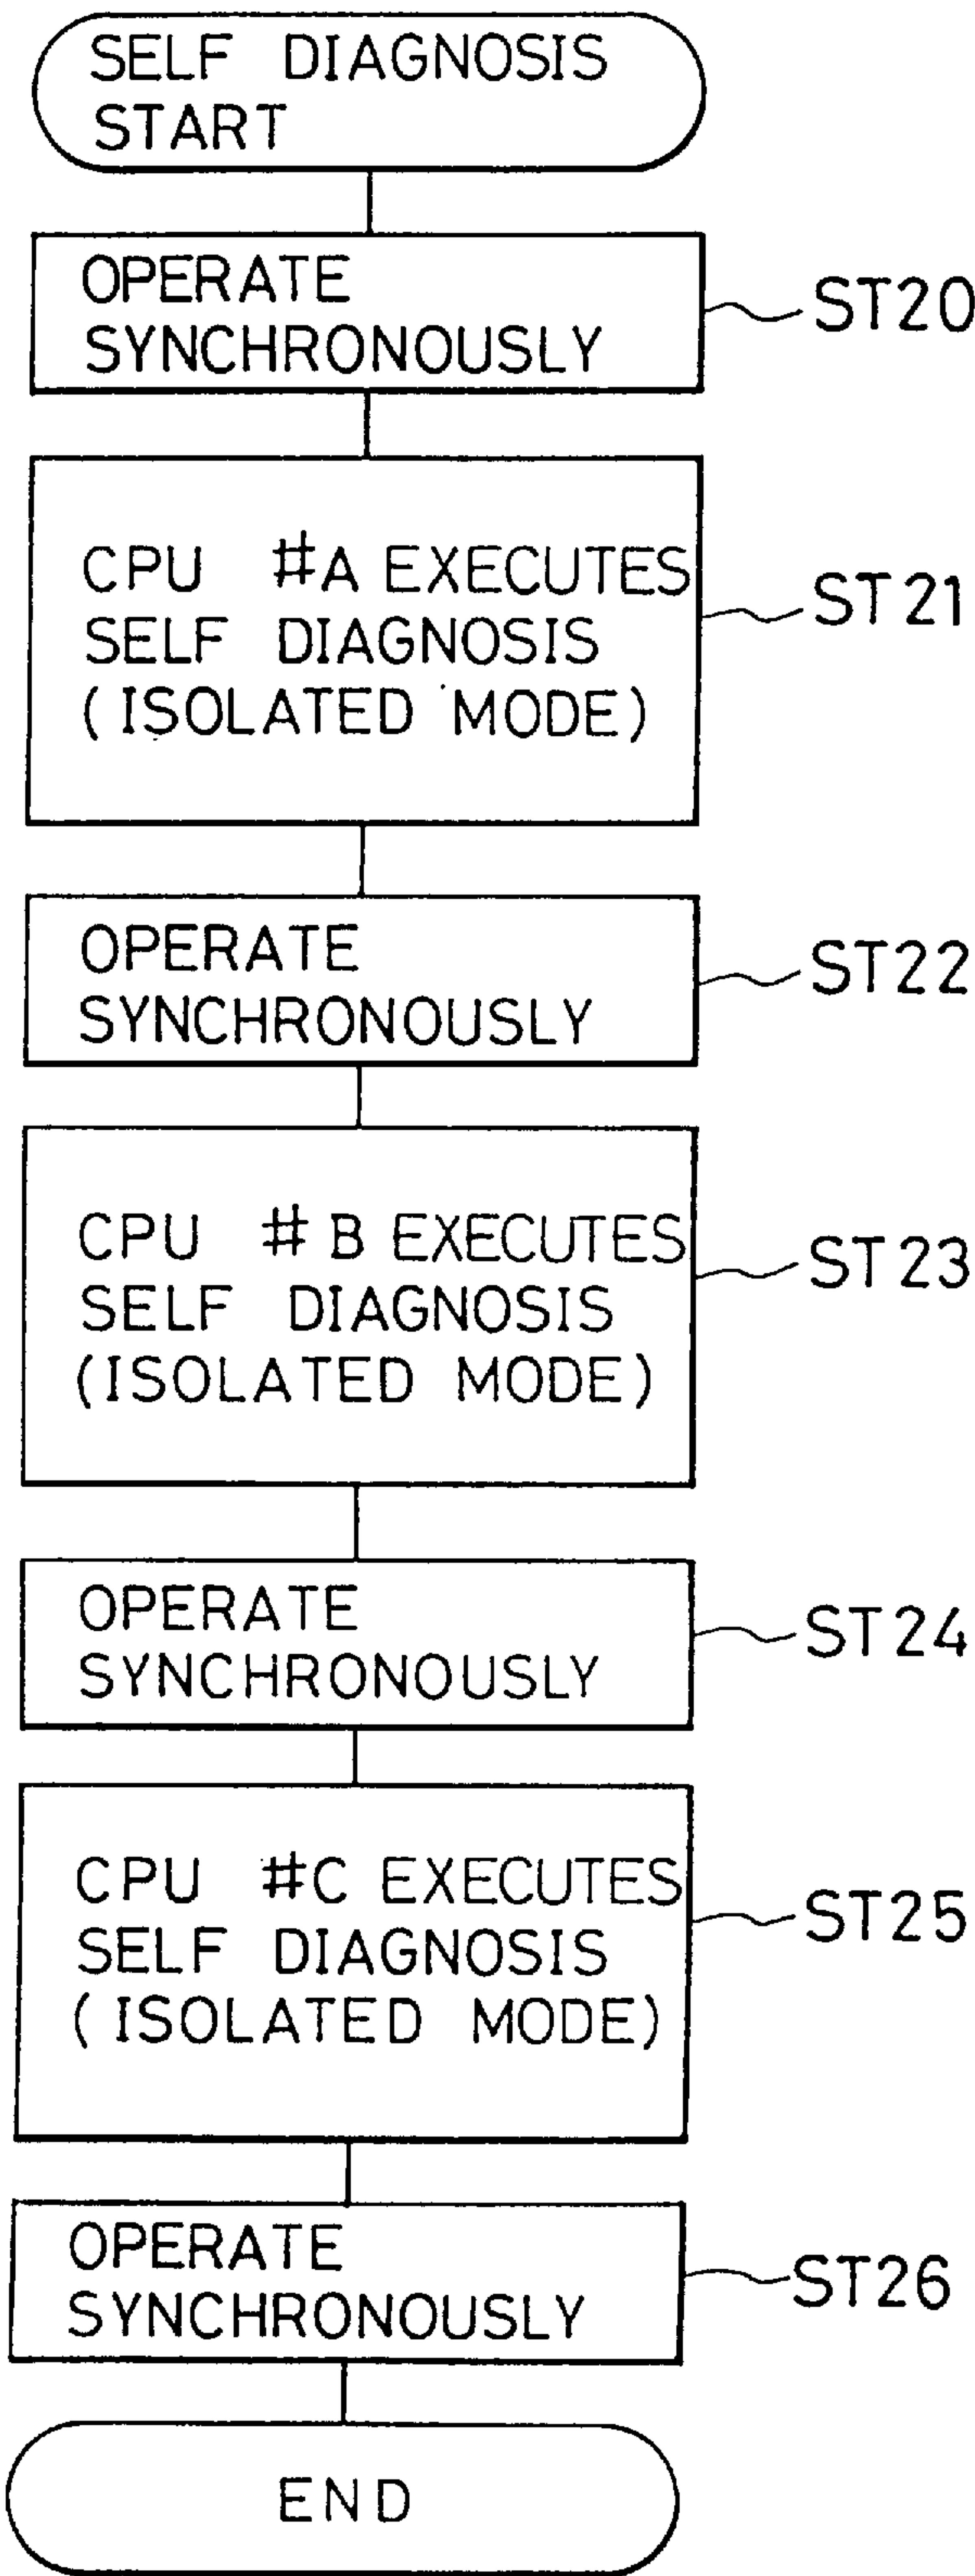 SELF DIAGNOSIS
START
OPERATE
SYNCHRONOUSLY
ST20
CPU #A EXECUTES
SELF DIAGNOSIS
(ISOLATED MODE)
ST21
OPERATE
SYNCHRONOUSLY
ST22
CPU #B EXECUTES
SELF DIAGNOSIS
(ISOLATED MODE)
ST23
OPERATE
SYNCHRONOUSLY
ST24
CPU #C EXECUTES
SELF DIAGNOSIS
(ISOLATED MODE)
ST25
OPERATE
SYNCHRONOUSLY
ST26
END